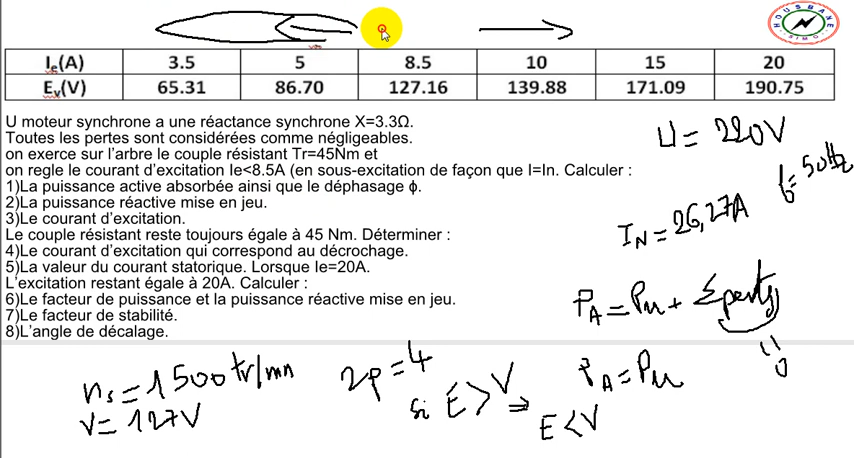 HOUSBANE
SIMO
Ie(A) 3.5 5 8.5 10 15 20
Ev(V) 65.31 86.70 127.16 139.88 171.09 190.75
U moteur synchrone a une réactance synchrone X=3.3Ω.
Toutes les pertes sont considérées comme négligeables.
on exerce sur l'arbre le couple résistant Tr=45Nm et
on regle le courant d'excitation Ie<8.5A (en sous-excitation de façon que I=In. Calculer :
1)La puissance active absorbée ainsi que le déphasage ϕ.
2)La puissance réactive mise en jeu.
3)Le courant d'excitation.
Le couple résistant reste toujours égale à 45 Nm. Déterminer :
4)Le courant d'excitation qui correspond au décrochage.
5)La valeur du courant statorique. Lorsque Ie=20A.
L'excitation restant égale à 20A. Calculer :
6)Le facteur de puissance et la puissance réactive mise en jeu.
7)Le facteur de stabilité.
8)L'angle de décalage.
U = 220V
f=50Hz
IN = 26,27A
PA = Pu + Σpertes
=0
PA = Pu
ns = 1500tr/mn
2p = 4
V = 127V
si E > V ⇒
E < V